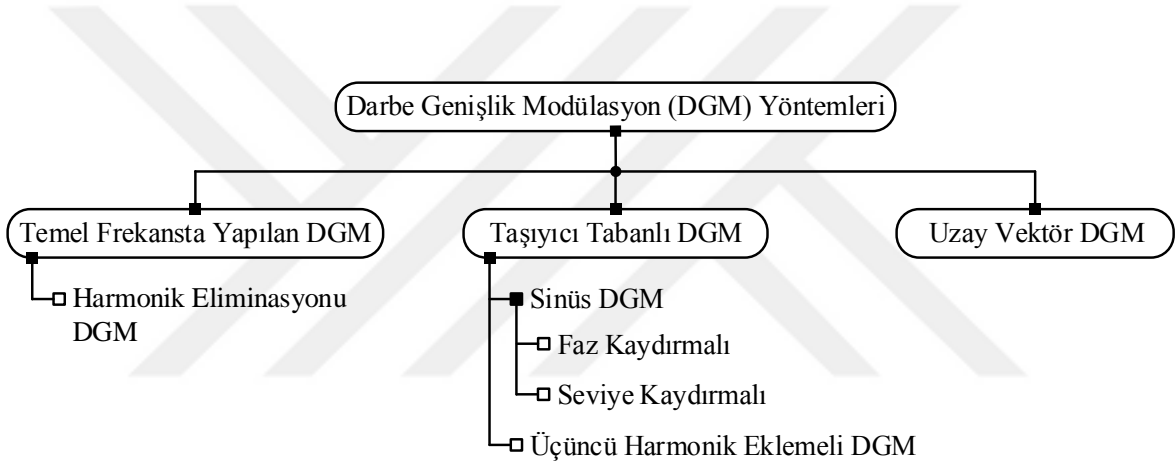 Darbe Genişlik Modülasyon (DGM) Yöntemleri
Temel Frekansta Yapılan DGM
Harmonik Eliminasyonu
DGM
Taşıyıcı Tabanlı DGM
Sinüs DGM
Faz Kaydırmalı
Seviye Kaydırmalı
Üçüncü Harmonik Eklemeli DGM
Uzay Vektör DGM